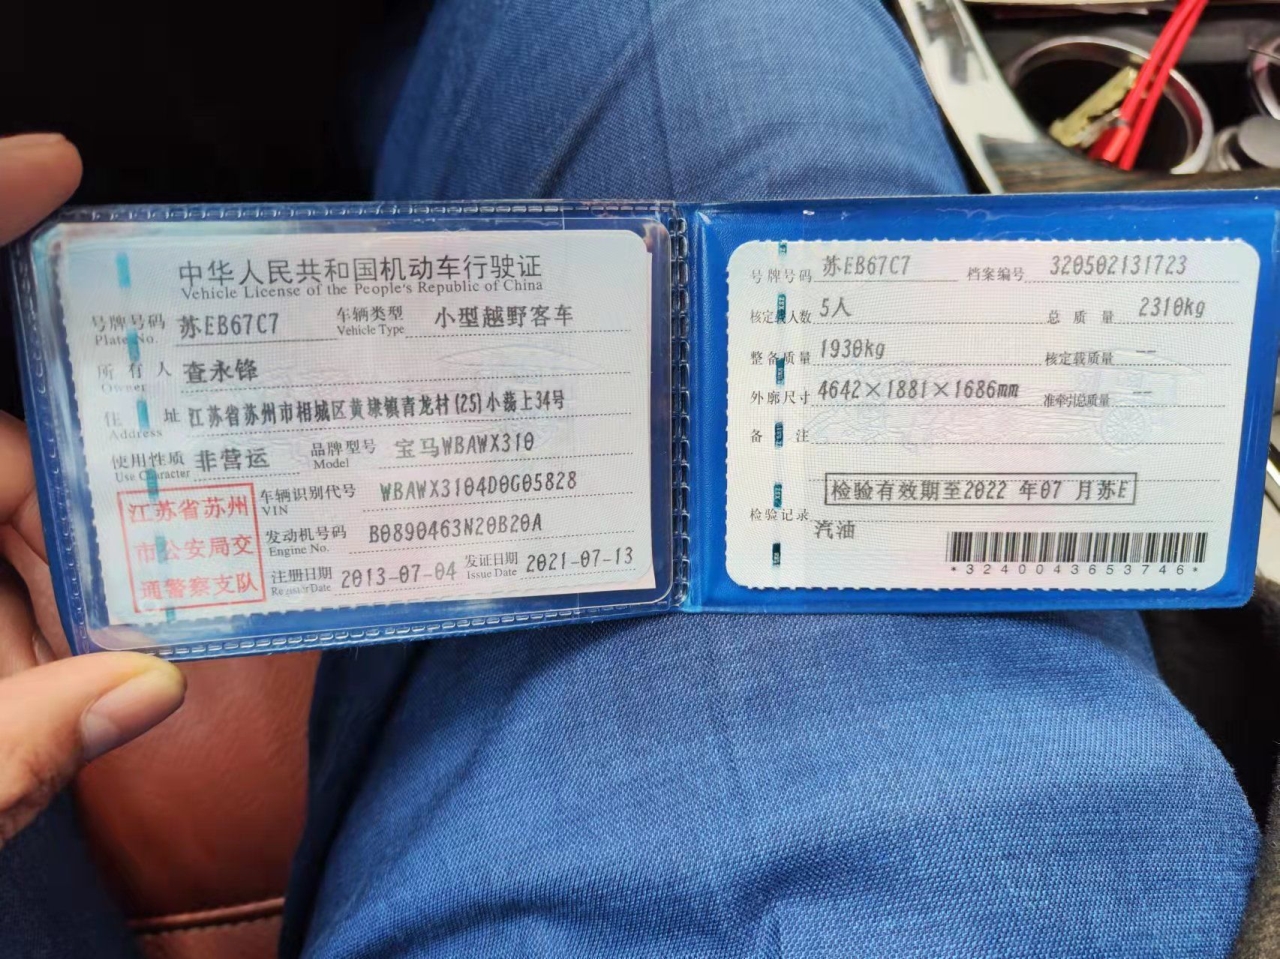 中华人民共和国机动车行驶证
Vehicle License of the People's Republic of China
号牌号码 苏EB67C7 车辆类型 小型越野客车
Plate No. Vehicle Type
所有人 查永锋
Owner
住址 江苏省苏州市相城区黄埭镇青龙村(25)小蕩上34号
Address
使用性质 非营运 品牌型号 宝马WBAWX310
Use Character Model
江苏省苏州
市公安局交
通警察支队
车辆识别代号 WBAWX3104D0G05828
VIN
发动机号码 B0890463N20B20A
Engine No.
注册日期 2013-07-04 发证日期 2021-07-13
Register Date Issue Date
号牌号码 苏EB67C7 档案编号 320502131723
核定载人数 5人 总质量 2310kg
整备质量 1930kg 核定载质量 --
外廓尺寸 4642×1881×1686mm 准牵引总质量 --
备注
检验有效期至2022 年07 月苏E
检验记录
汽油
*3240043653746*